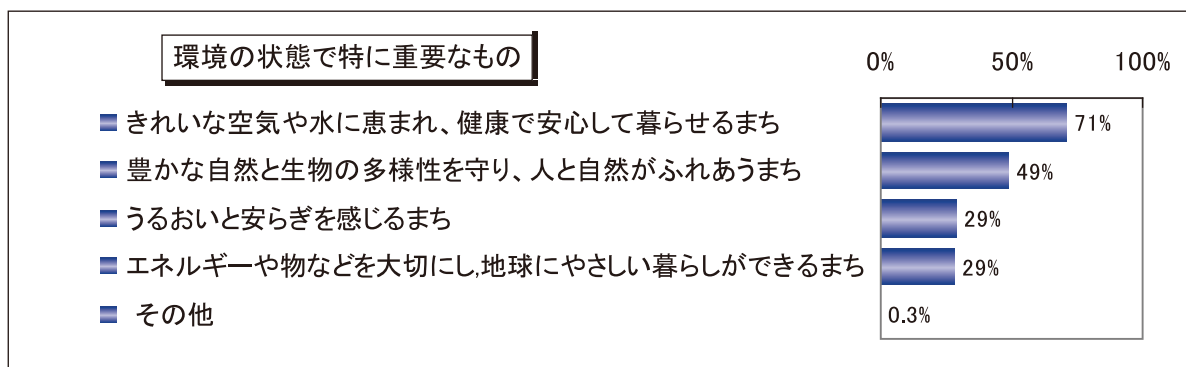 環境の状態で特に重要なもの
0% 50% 100%
きれいな空気や水に恵まれ、健康で安心して暮らせるまち 71%
豊かな自然と生物の多様性を守り、人と自然がふれあうまち 49%
うるおいと安らぎを感じるまち 29%
エネルギーや物などを大切にし,地球にやさしい暮らしができるまち 29%
その他 0.3%